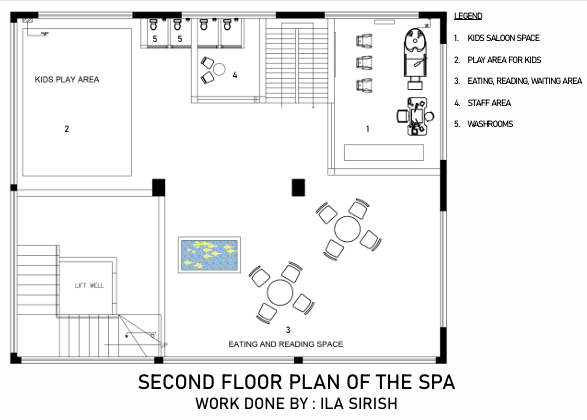 LEGEND
1. KIDS SALOON SPACE
2. PLAY AREA FOR KIDS
3. EATING, READING, WAITING AREA
4. STAFF AREA
5. WASHROOMS
5 5
4
KIDS PLAY AREA
2
1
LIFT WELL
3
EATING AND READING SPACE
SECOND FLOOR PLAN OF THE SPA
WORK DONE BY : ILA SIRISH